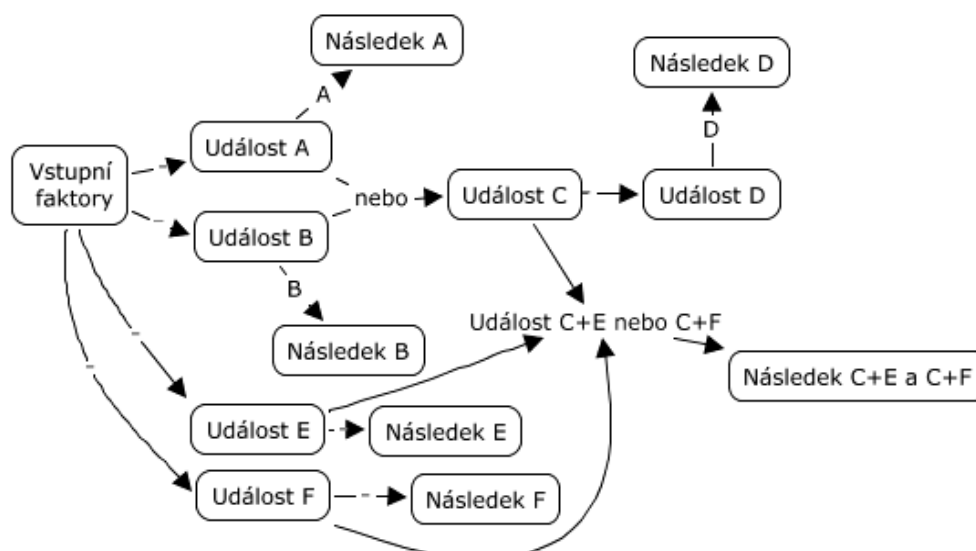 Následek A
Následek D
A
D
Událost A
Vstupní
faktory
nebo
Událost C
Událost D
Událost B
B
Událost C+E nebo C+F
Následek B
Následek C+E a C+F
Událost E
Následek E
Událost F
Následek F